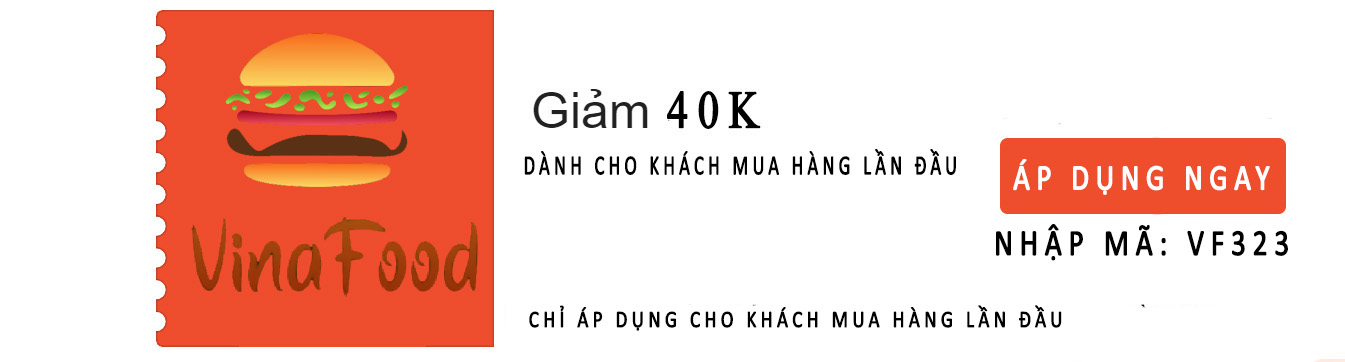 VinaFood
Giảm 40K
DÀNH CHO KHÁCH MUA HÀNG LẦN ĐẦU
ÁP DỤNG NGAY
NHẬP MÃ: VF323
CHỈ ÁP DỤNG CHO KHÁCH MUA HÀNG LẦN ĐẦU